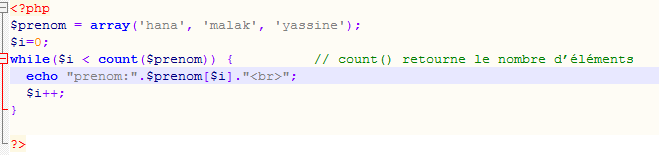 <?php
$prenom = array('hana', 'malak', 'yassine');
$i=0;
while($i < count($prenom)) {          // count() retourne le nombre d’éléments
  echo "prenom:".$prenom[$i]."<br>";
  $i++;
}
?>